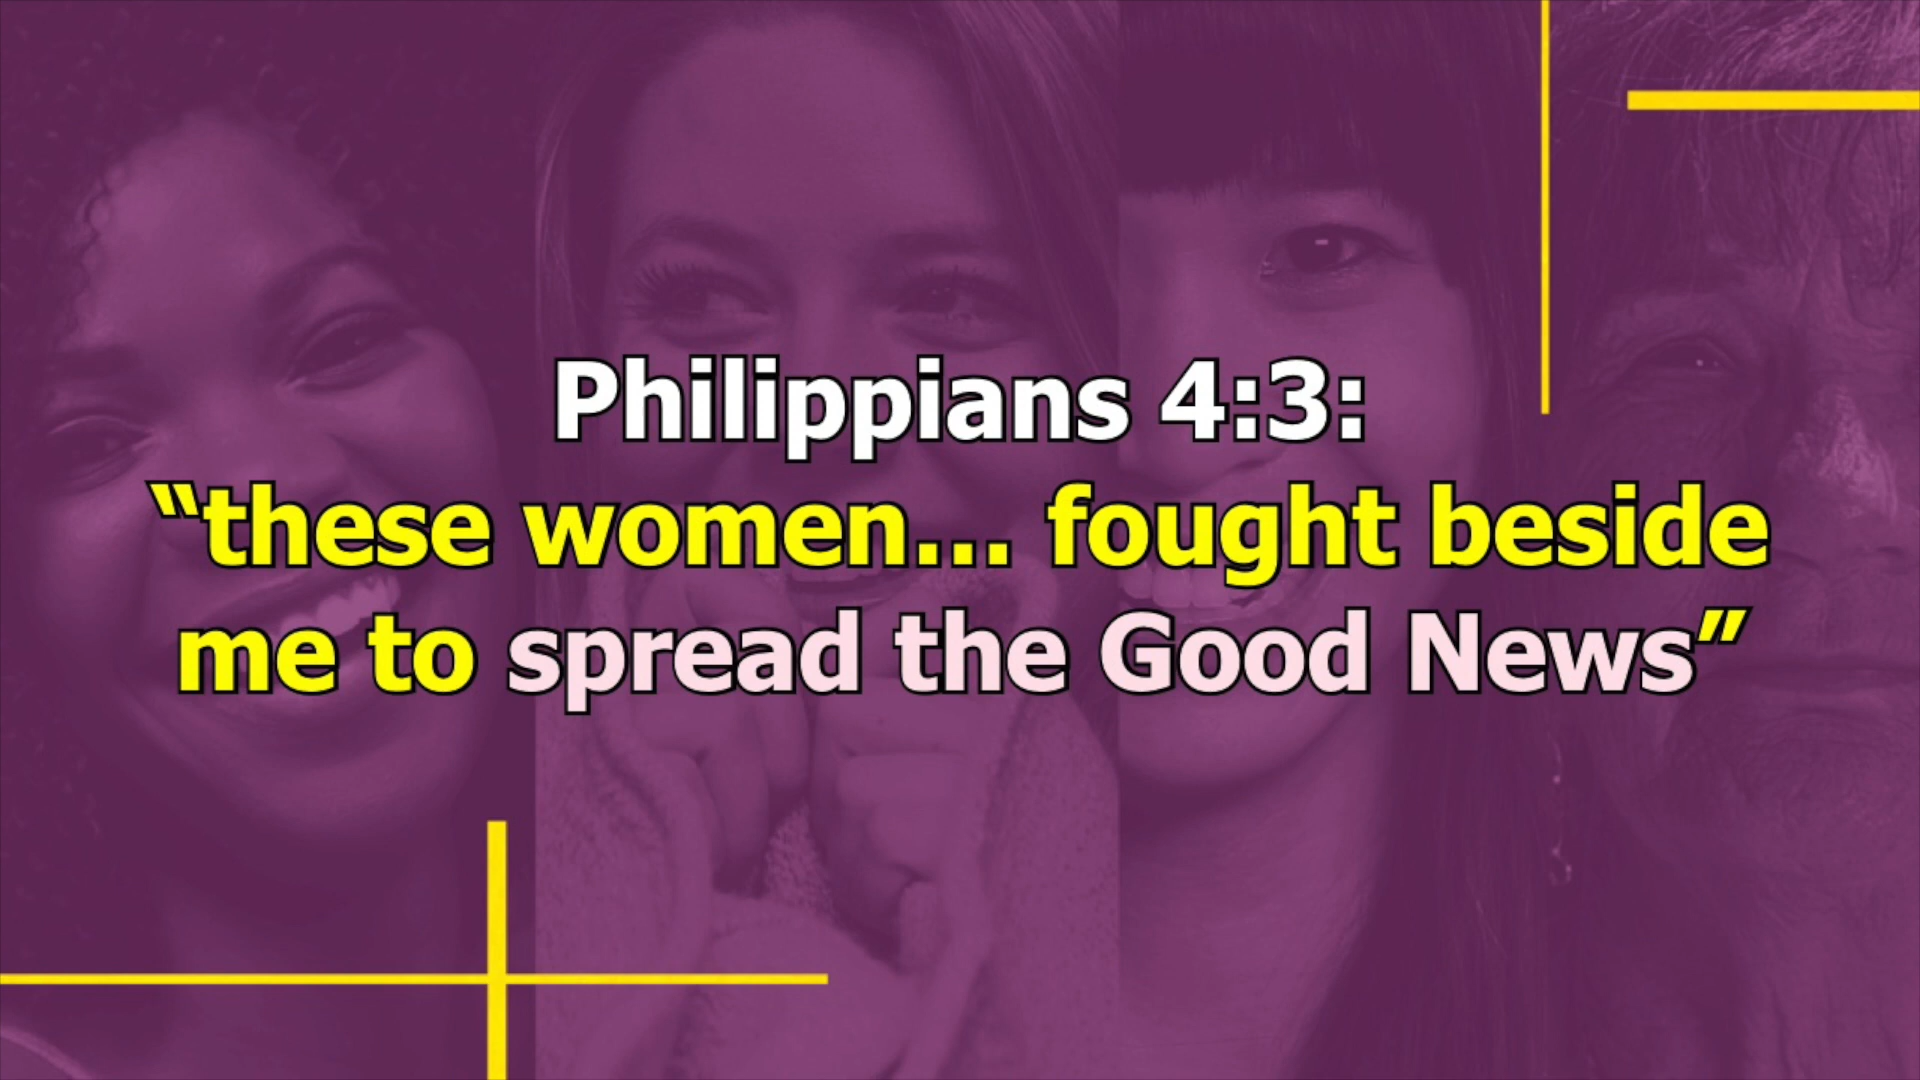 Philippians 4:3:
“these women... fought beside
me to spread the Good News”